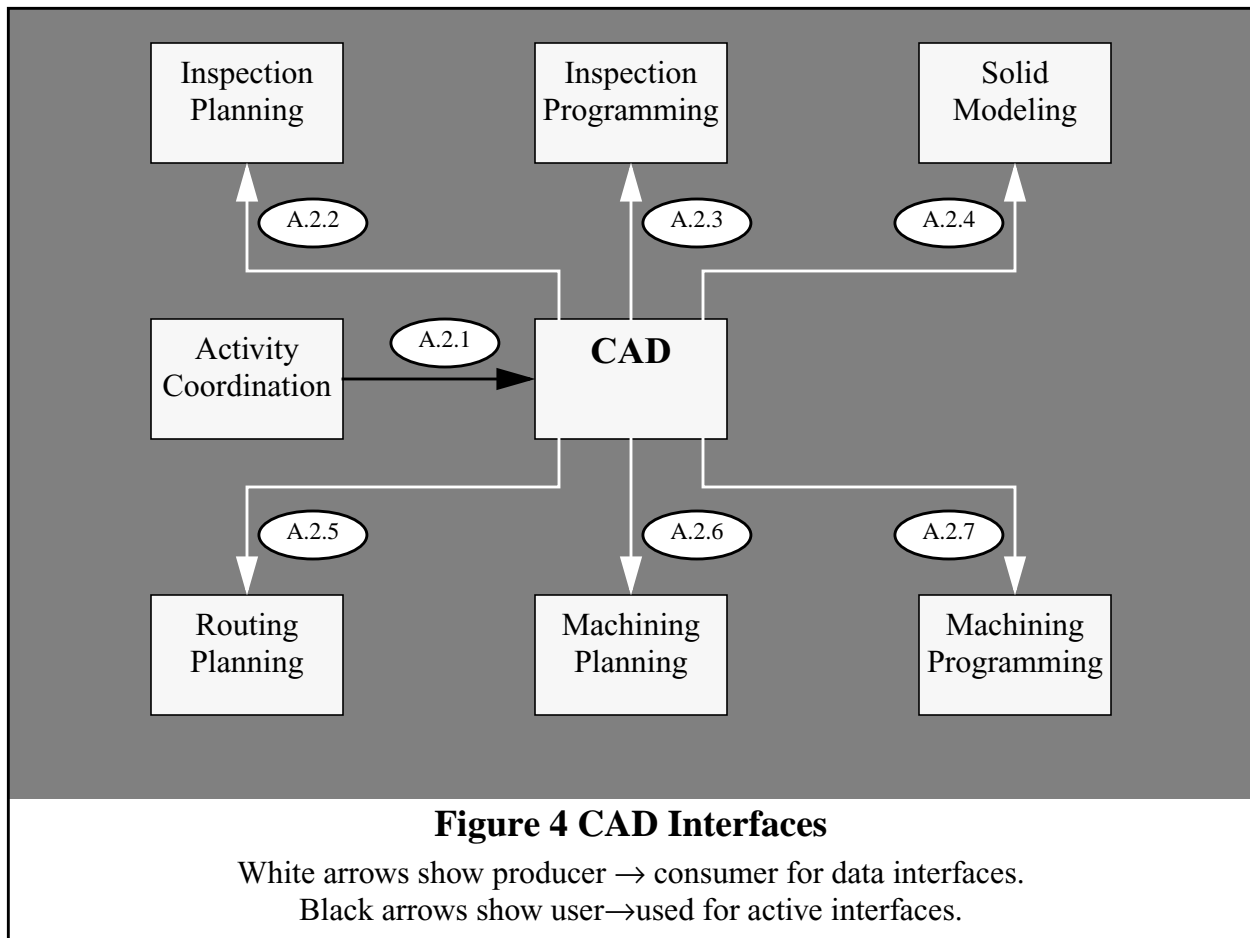 Inspection
Planning
Inspection
Programming
Solid
Modeling
A.2.2
A.2.3
A.2.4
Activity
Coordination
A.2.1
CAD
A.2.5
A.2.6
A.2.7
Routing
Planning
Machining
Planning
Machining
Programming
Figure 4 CAD Interfaces
White arrows show producer → consumer for data interfaces.
Black arrows show user→used for active interfaces.